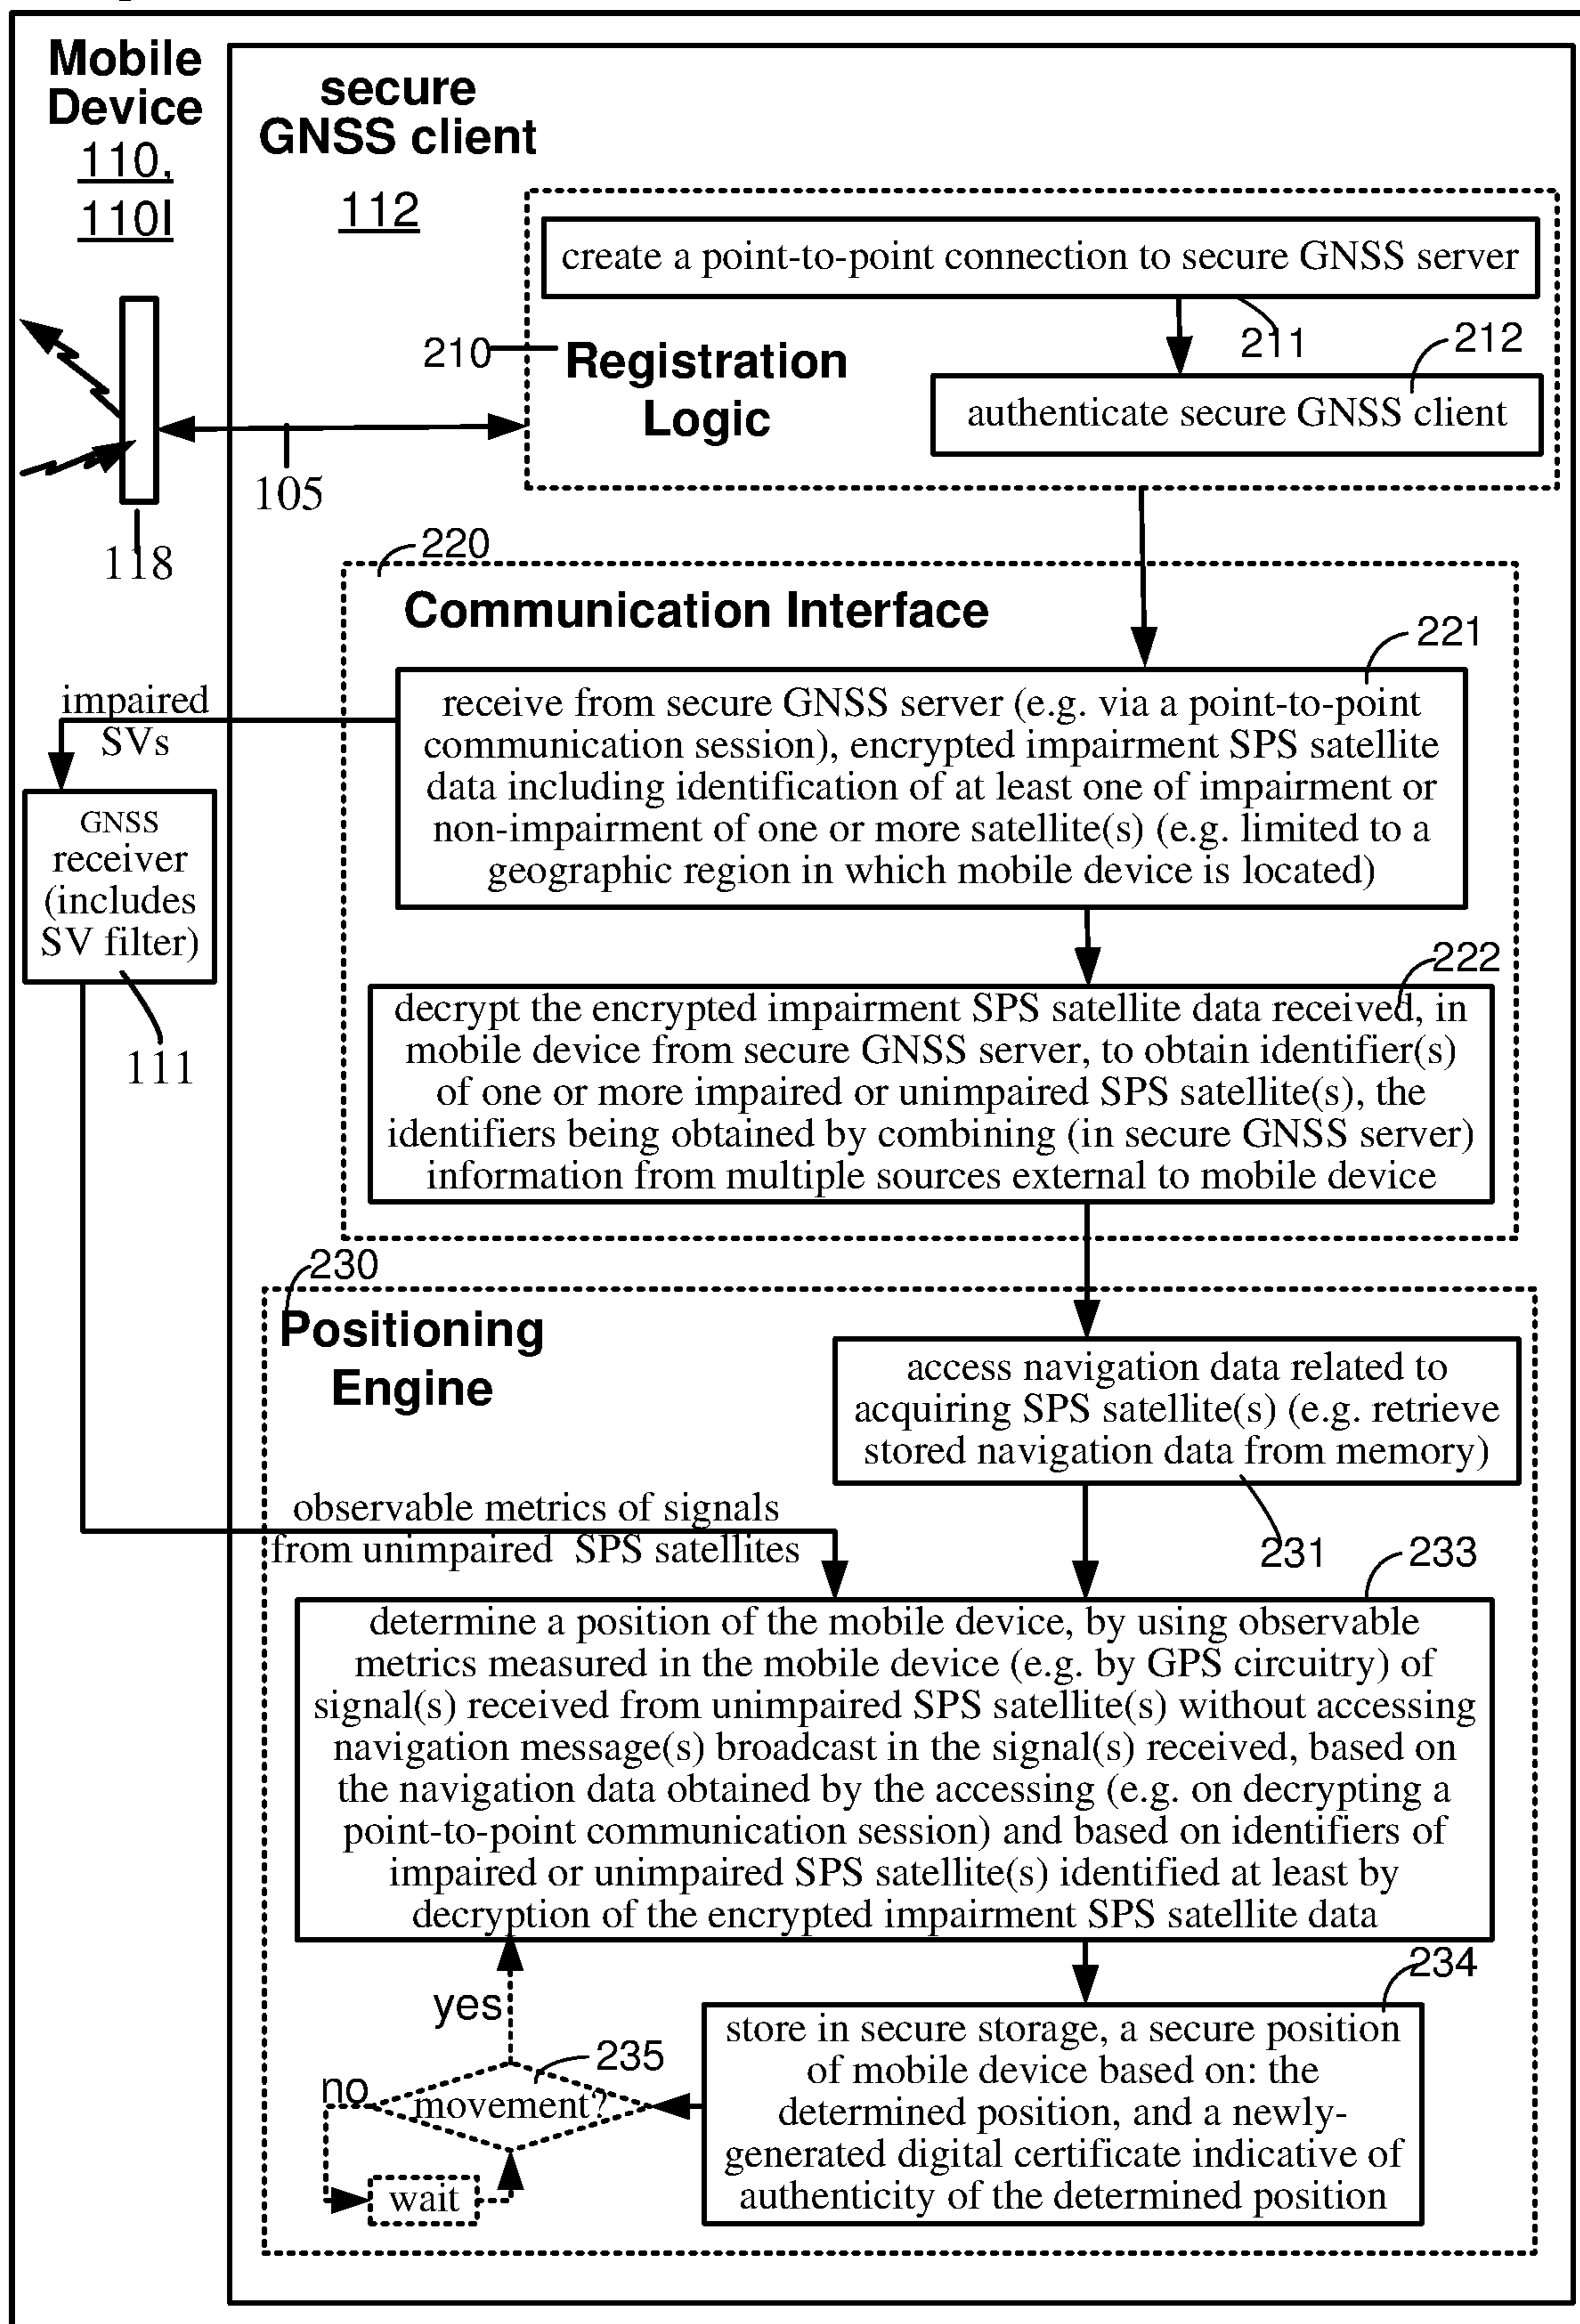 Mobile
Device
110,
110I
secure
GNSS client
112
create a point-to-point connection to secure GNSS server
211
212
210
Registration
Logic
authenticate secure GNSS client
105
118
220
Communication Interface
221
receive from secure GNSS server (e.g. via a point-to-point
communication session), encrypted impairment SPS satellite
data including identification of at least one of impairment or
non-impairment of one or more satellite(s) (e.g. limited to a
geographic region in which mobile device is located)
impaired
SVs
GNSS
receiver
(includes
SV filter)
111
222
decrypt the encrypted impairment SPS satellite data received, in
mobile device from secure GNSS server, to obtain identifier(s)
of one or more impaired or unimpaired SPS satellite(s), the
identifiers being obtained by combining (in secure GNSS server)
information from multiple sources external to mobile device
230
Positioning
Engine
access navigation data related to
acquiring SPS satellite(s) (e.g. retrieve
stored navigation data from memory)
231
observable metrics of signals
from unimpaired SPS satellites
233
determine a position of the mobile device, by using observable
metrics measured in the mobile device (e.g. by GPS circuitry) of
signal(s) received from unimpaired SPS satellite(s) without accessing
navigation message(s) broadcast in the signal(s) received, based on
the navigation data obtained by the accessing (e.g. on decrypting a
point-to-point communication session) and based on identifiers of
impaired or unimpaired SPS satellite(s) identified at least by
decryption of the encrypted impairment SPS satellite data
234
store in secure storage, a secure position
of mobile device based on: the
determined position, and a newly-
generated digital certificate indicative of
authenticity of the determined position
yes
235
no
movement?
wait